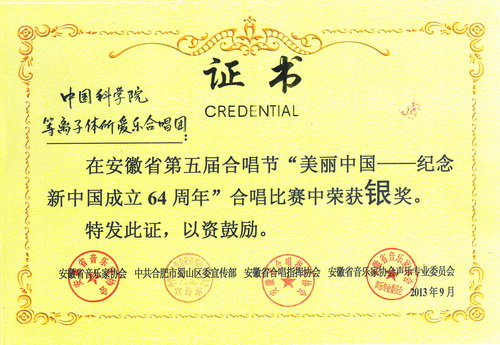 证书
CREDENTIAL
中国科学院
等离子体所爱乐合唱团:
在安徽省第五届合唱节“美丽中国——纪念
新中国成立64周年”合唱比赛中荣获银奖。
特发此证，以资鼓励。
安徽省音乐家协会 中共合肥市蜀山区委宣传部 安徽省合唱指挥协会 安徽省音乐家协会声乐专业委员会
2013年9月